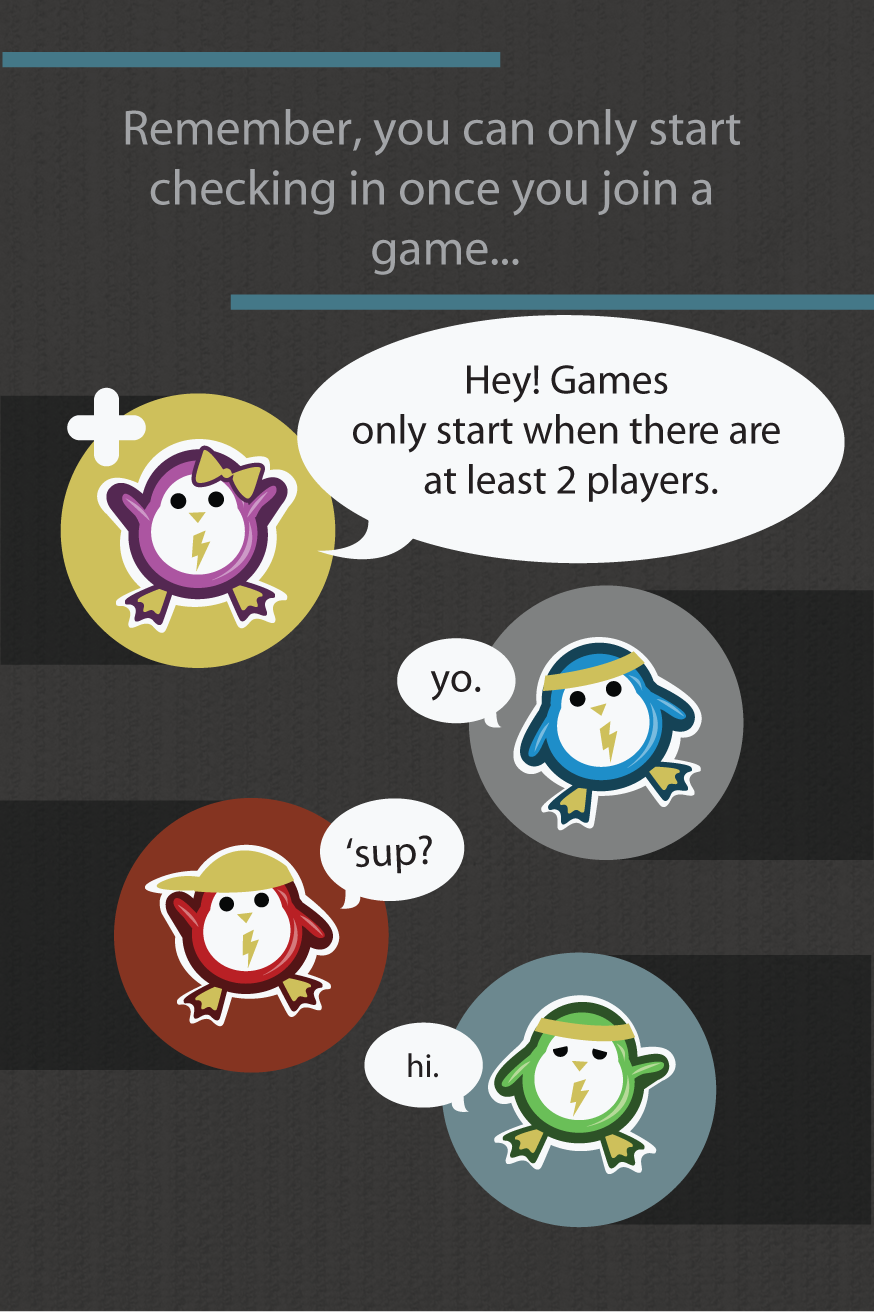 Remember, you can only start
checking in once you join a
game...
Hey! Games
only start when there are
at least 2 players.
yo.
‘sup?
hi.